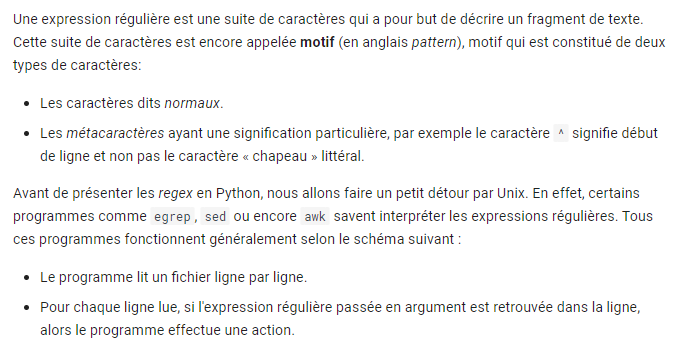 Une expression régulière est une suite de caractères qui a pour but de décrire un fragment de texte.
Cette suite de caractères est encore appelée motif (en anglais pattern), motif qui est constitué de deux
types de caractères:
• Les caractères dits normaux.
• Les métacaractères ayant une signification particulière, par exemple le caractère ^ signifie début
de ligne et non pas le caractère « chapeau » littéral.
Avant de présenter les regex en Python, nous allons faire un petit détour par Unix. En effet, certains
programmes comme egrep, sed ou encore awk savent interpréter les expressions régulières. Tous
ces programmes fonctionnent généralement selon le schéma suivant :
• Le programme lit un fichier ligne par ligne.
• Pour chaque ligne lue, si l'expression régulière passée en argument est retrouvée dans la ligne,
alors le programme effectue une action.